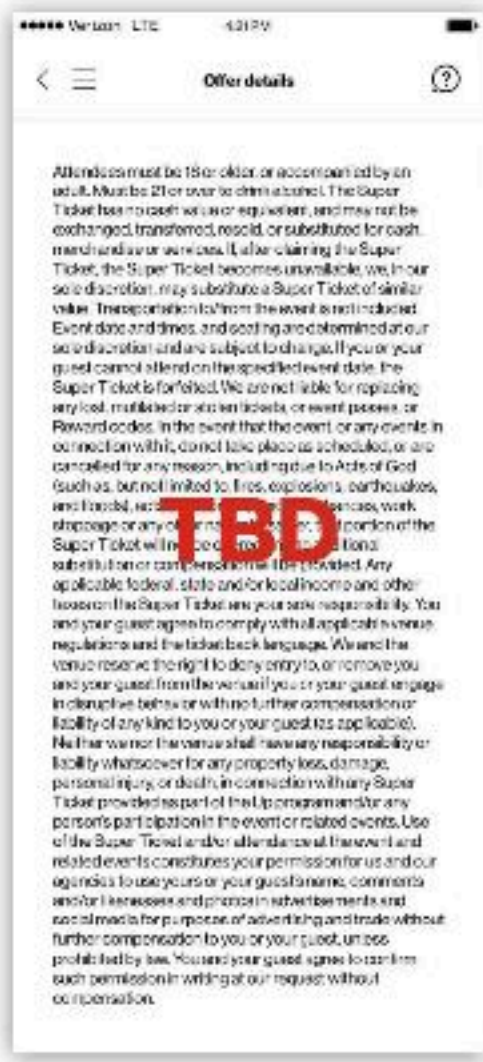 Verizon LTE 4:21 PM
Offer details
Attendees must be 18 or older, or accompanied by an
adult. Must be 21 or over to drink alcohol. The Super
Ticket has no cash value or equivalent, and may not be
exchanged, transferred, resold, or substituted for cash,
merchandise or services. If, after claiming the Super
Ticket, the Super Ticket becomes unavailable, we, in our
sole discretion, may substitute a Super Ticket of similar
value. Transportation to/from the event is not included.
Event date and times, and seating are determined at our
sole discretion and are subject to change. If you or your
guest cannot attend on the specified event date, the
Super Ticket is forfeited. We are not liable for replacing
any lost, mutilated or stolen tickets, or event passes, or
Reward codes. In the event that the event, or any events in
connection with it, do not take place as scheduled, or are
cancelled for any reason, including due to Acts of God
(such as, but not limited to, fires, explosions, earthquakes,
and floods), work
TBD
stoppage or any portion of the
Super Ticket will
substitution or provided. Any
applicable federal, state and/or local income and other
taxes on the Super Ticket are your sole responsibility. You
and your guest agree to comply with all applicable venue
regulations and the ticket back language. We and the
venue reserve the right to deny entry to, or remove you
and your guest from the venue if you or your guest engage
in disruptive behavior with no further compensation or
liability of any kind to you or your guest (as applicable).
Neither we nor the venue shall have any responsibility or
liability whatsoever for any property loss, damage,
personal injury, or death, in connection with any Super
Ticket provided as part of the Up program and/or any
person's participation in the event or related events. Use
of the Super Ticket and/or attendance at the event and
related events constitutes your permission for us and our
agencies to use yours or your guest's name, comments
and/or likenesses and photos in advertisements and
social media for purposes of advertising and trade without
further compensation to you or your guest, unless
prohibited by law. You and your guest agree to confirm
such permission in writing at our request without
compensation.